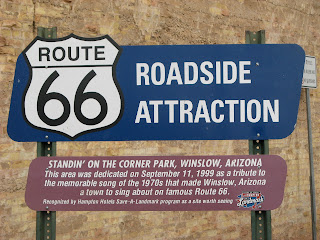 ROUTE
66
ROADSIDE
ATTRACTION
STANDIN' ON THE CORNER PARK, WINSLOW, ARIZONA
This area was dedicated on September 11, 1999 as a tribute to
the memorable song of the 1970s that made Winslow, Arizona
a town to sing about on famous Route 66.
Recognized by Hampton Hotels Save-A-Landmark program as a site worth seeing
Landmark